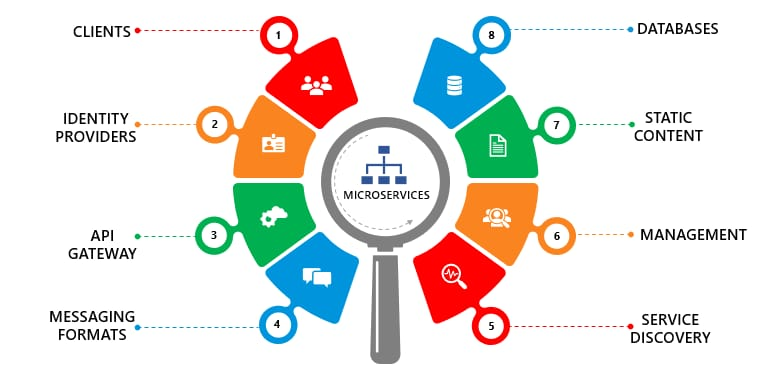 CLIENTS
1
IDENTITY
PROVIDERS
2
API
GATEWAY
3
MESSAGING
FORMATS
4
MICROSERVICES
8
DATABASES
7
STATIC
CONTENT
6
MANAGEMENT
5
SERVICE
DISCOVERY